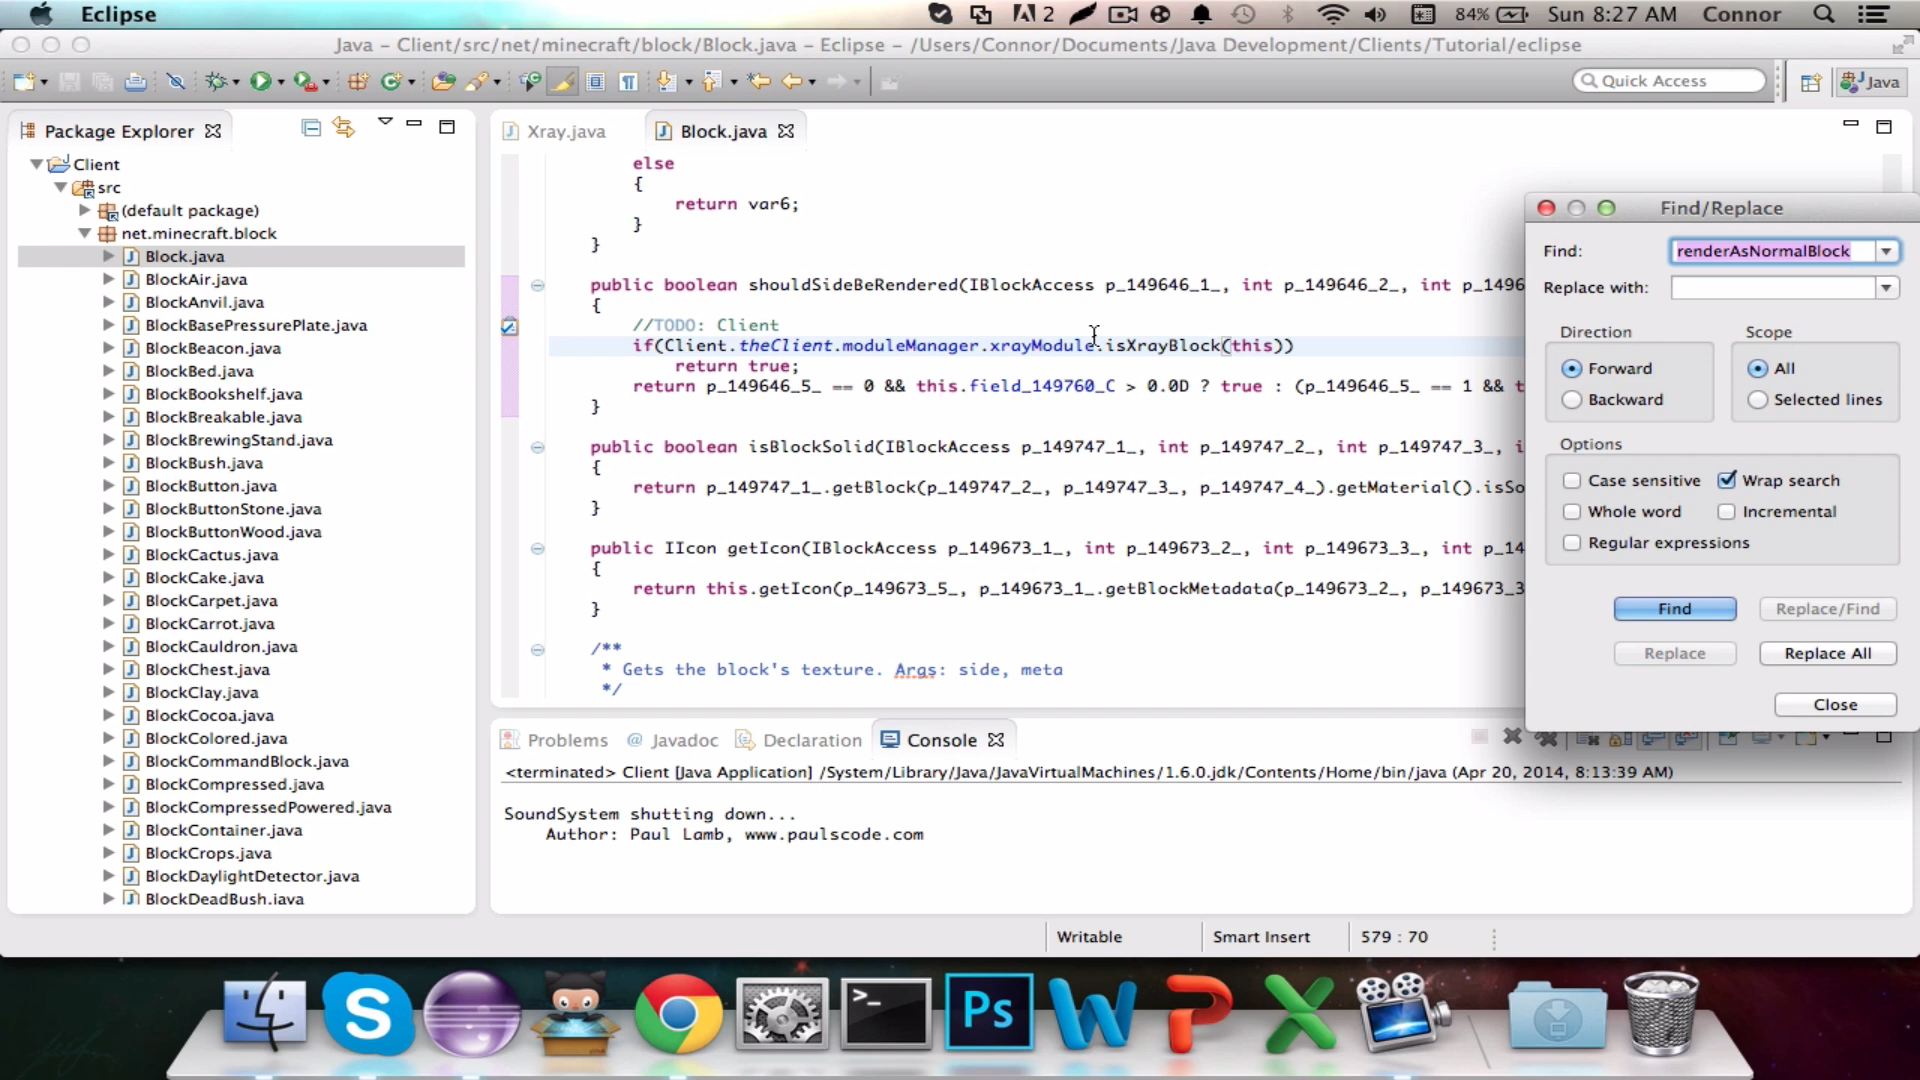 Eclipse
2
84%
Sun 8:27 AM
Connor
Java – Client/src/net/minecraft/block/Block.java – Eclipse – /Users/Connor/Documents/Java Development/Clients/Tutorial/eclipse
Quick Access
Java
Package Explorer
Client
src
(default package)
net.minecraft.block
Block.java
BlockAir.java
BlockAnvil.java
BlockBasePressurePlate.java
BlockBeacon.java
BlockBed.java
BlockBookshelf.java
BlockBreakable.java
BlockBrewingStand.java
BlockBush.java
BlockButton.java
BlockButtonStone.java
BlockButtonWood.java
BlockCactus.java
BlockCake.java
BlockCarpet.java
BlockCarrot.java
BlockCauldron.java
BlockChest.java
BlockClay.java
BlockCocoa.java
BlockColored.java
BlockCommandBlock.java
BlockCompressed.java
BlockCompressedPowered.java
BlockContainer.java
BlockCrops.java
BlockDaylightDetector.java
BlockDeadBush.java
Xray.java
Block.java
else
{
return var6;
}
}
public boolean shouldSideBeRendered(IBlockAccess p_149646_1_, int p_149646_2_, int p_1496
{
//TODO: Client
if(Client.theClient.moduleManager.xrayModule.isXrayBlock(this))
return true;
return p_149646_5_ == 0 && this.field_149760_C > 0.0D ? true : (p_149646_5_ == 1 && t
}
public boolean isBlockSolid(IBlockAccess p_149747_1_, int p_149747_2_, int p_149747_3_, i
{
return p_149747_1_.getBlock(p_149747_2_, p_149747_3_, p_149747_4_).getMaterial().isSo
}
public IIcon getIcon(IBlockAccess p_149673_1_, int p_149673_2_, int p_149673_3_, int p_14
{
return this.getIcon(p_149673_5_, p_149673_1_.getBlockMetadata(p_149673_2_, p_149673_3
}
/**
* Gets the block's texture. Args: side, meta
*/
Find/Replace
Find:
renderAsNormalBlock
Replace with:
Direction
Forward
Backward
Scope
All
Selected lines
Options
Case sensitive
Wrap search
Whole word
Incremental
Regular expressions
Find
Replace/Find
Replace
Replace All
Close
Problems
@ Javadoc
Declaration
Console
<terminated> Client [Java Application] /System/Library/Java/JavaVirtualMachines/1.6.0.jdk/Contents/Home/bin/java (Apr 20, 2014, 8:13:39 AM)
SoundSystem shutting down...
Author: Paul Lamb, www.paulscode.com
Writable
Smart Insert
579 : 70
Ps